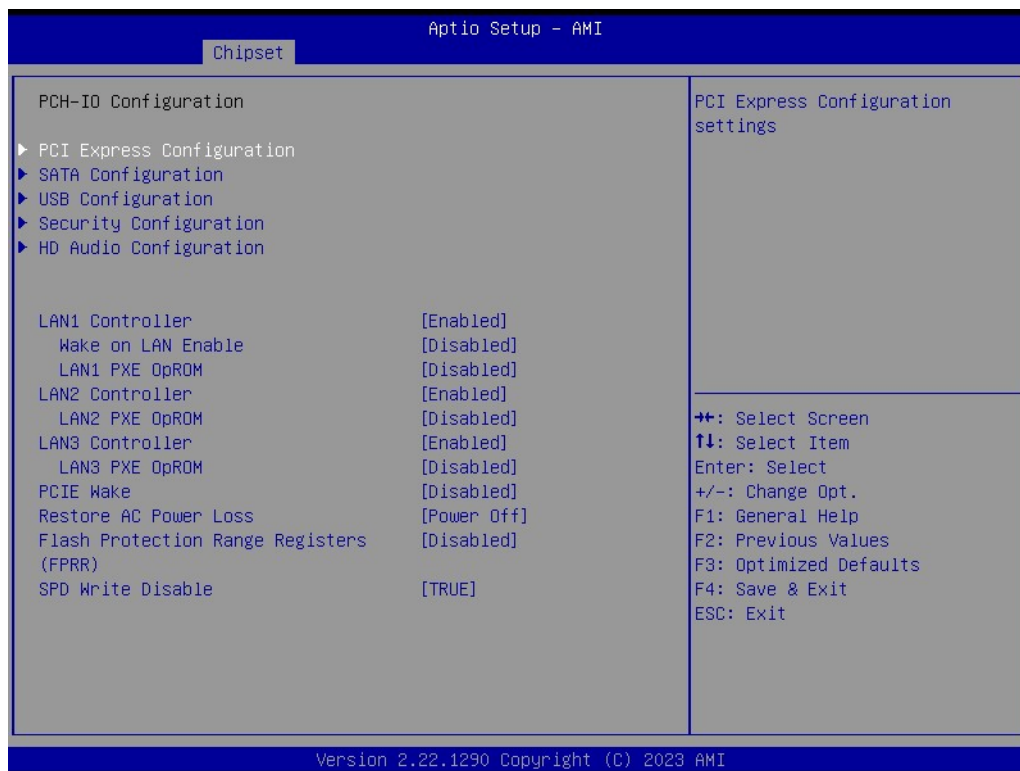 Aptio Setup – AMI
Chipset
PCH-IO Configuration
PCI Express Configuration
SATA Configuration
USB Configuration
Security Configuration
HD Audio Configuration
LAN1 Controller [Enabled]
Wake on LAN Enable [Disabled]
LAN1 PXE OpROM [Disabled]
LAN2 Controller [Enabled]
LAN2 PXE OpROM [Disabled]
LAN3 Controller [Enabled]
LAN3 PXE OpROM [Disabled]
PCIE Wake [Disabled]
Restore AC Power Loss [Power Off]
Flash Protection Range Registers [Disabled]
(FPRR)
SPD Write Disable [TRUE]
PCI Express Configuration
settings
→←: Select Screen
↑↓: Select Item
Enter: Select
+/-: Change Opt.
F1: General Help
F2: Previous Values
F3: Optimized Defaults
F4: Save & Exit
ESC: Exit
Version 2.22.1290 Copyright (C) 2023 AMI